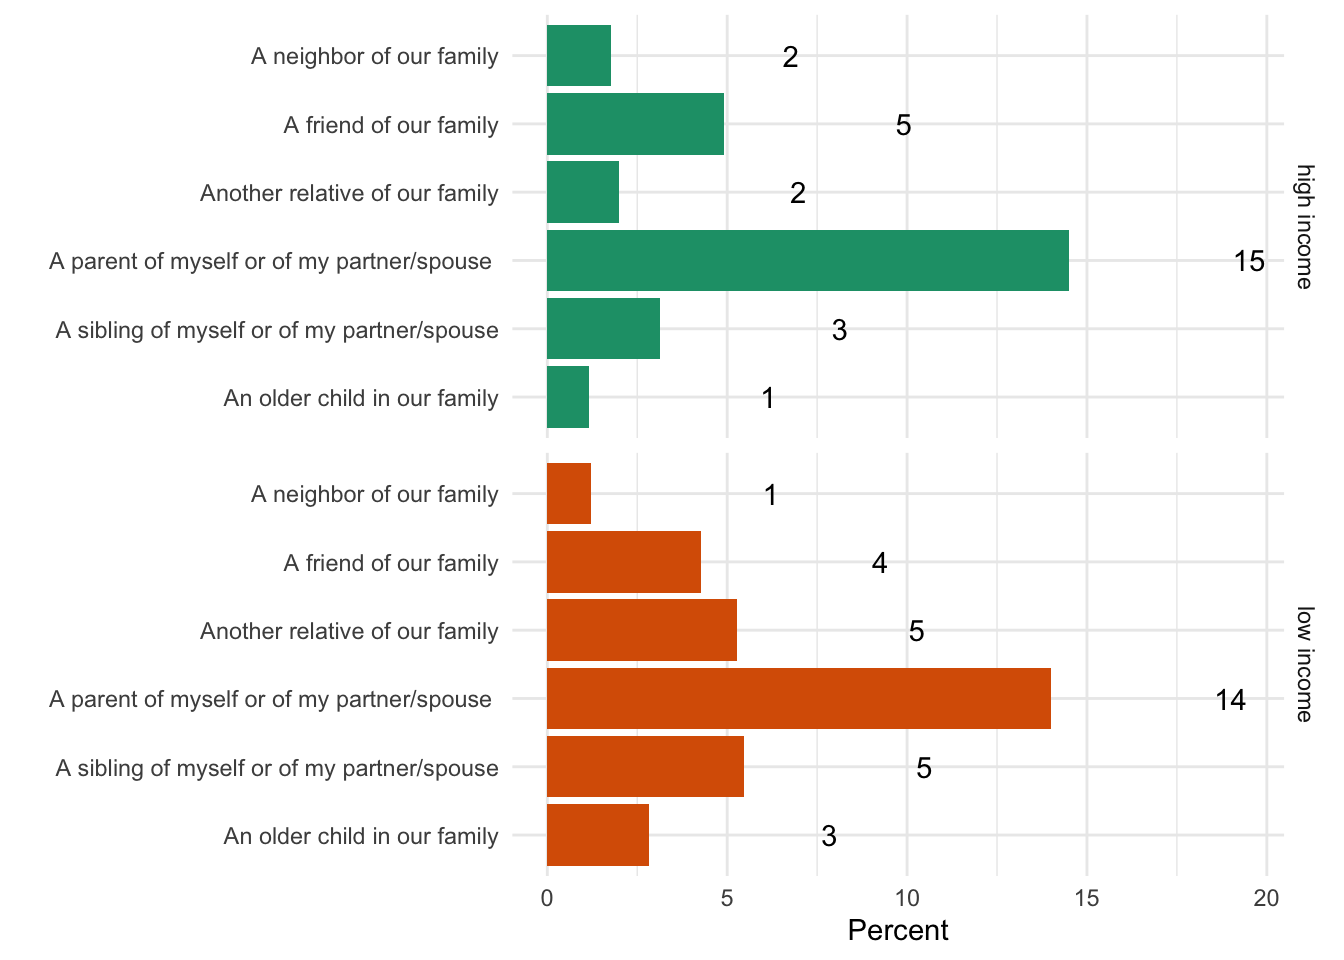 A neighbor of our family 2
A friend of our family 5
Another relative of our family 2
A parent of myself or of my partner/spouse 15
A sibling of myself or of my partner/spouse 3
An older child in our family 1
high income
A neighbor of our family 1
A friend of our family 4
Another relative of our family 5
A parent of myself or of my partner/spouse 14
A sibling of myself or of my partner/spouse 5
An older child in our family 3
low income
0 5 10 15 20
Percent